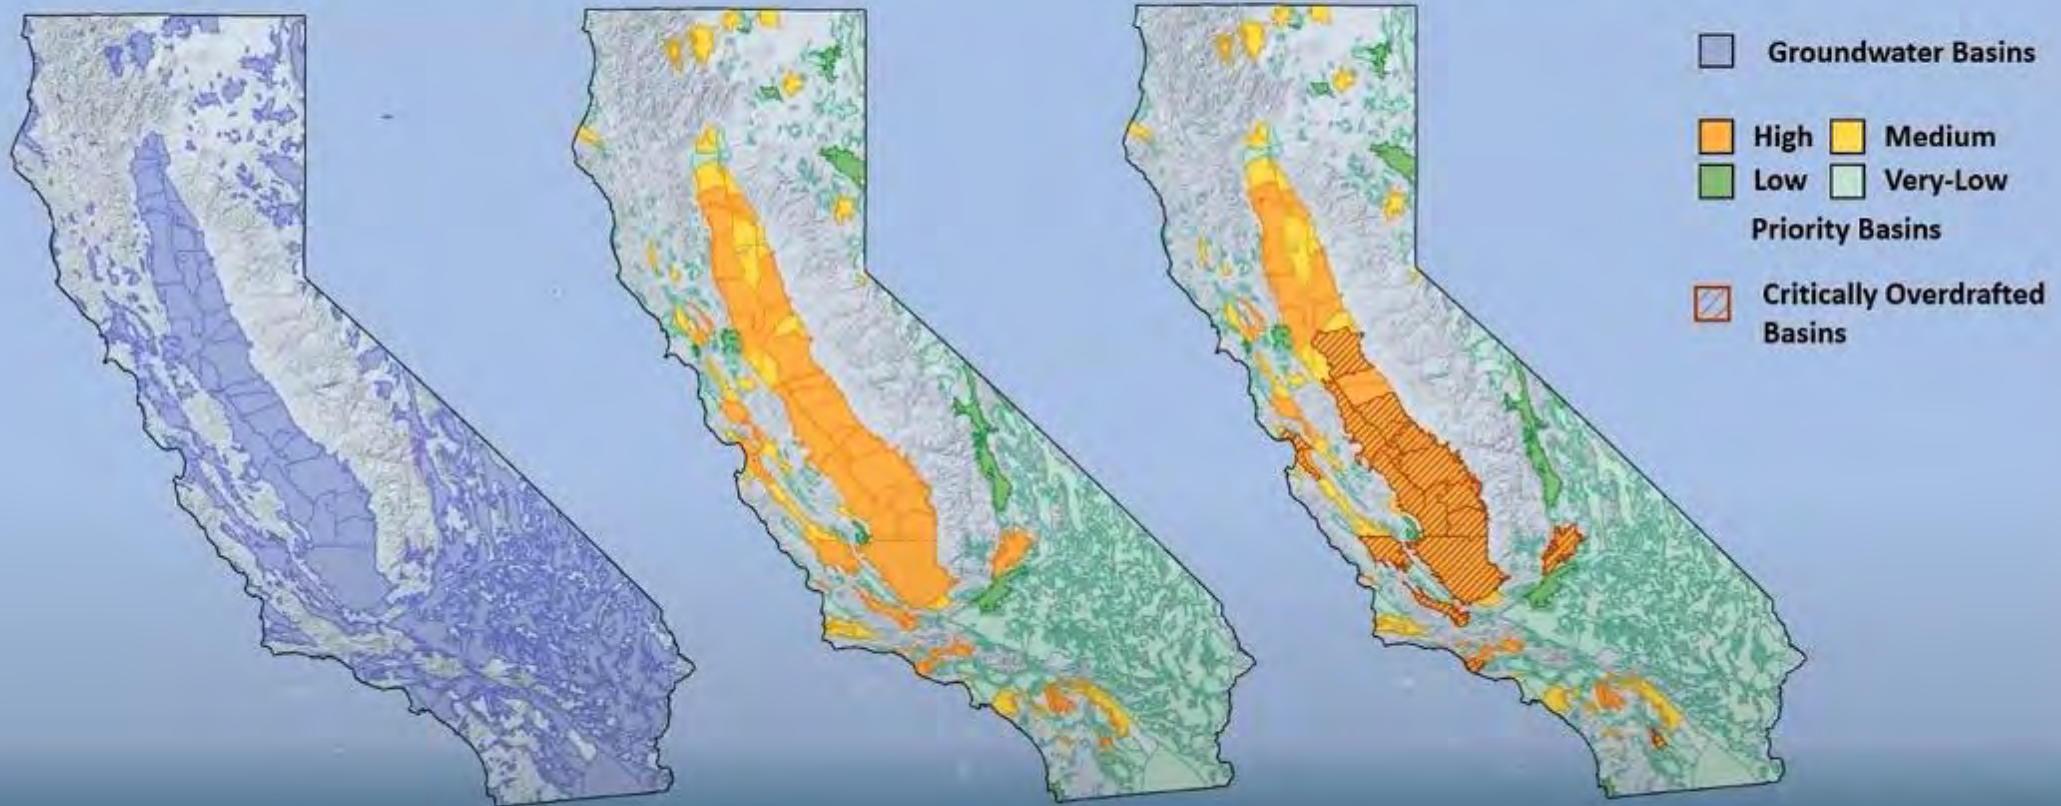 Groundwater Basins
High Medium
Low Very-Low
Priority Basins
Critically Overdrafted
Basins